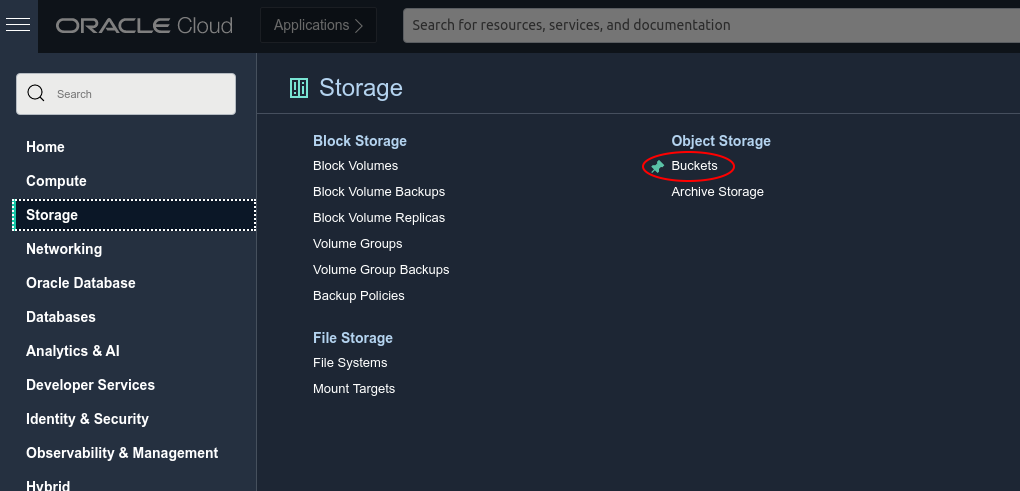 ORACLE Cloud
Applications
Search for resources, services, and documentation
Search
Home
Compute
Storage
Networking
Oracle Database
Databases
Analytics & AI
Developer Services
Identity & Security
Observability & Management
Hybrid
Storage
Block Storage
Block Volumes
Block Volume Backups
Block Volume Replicas
Volume Groups
Volume Group Backups
Backup Policies
File Storage
File Systems
Mount Targets
Object Storage
Buckets
Archive Storage